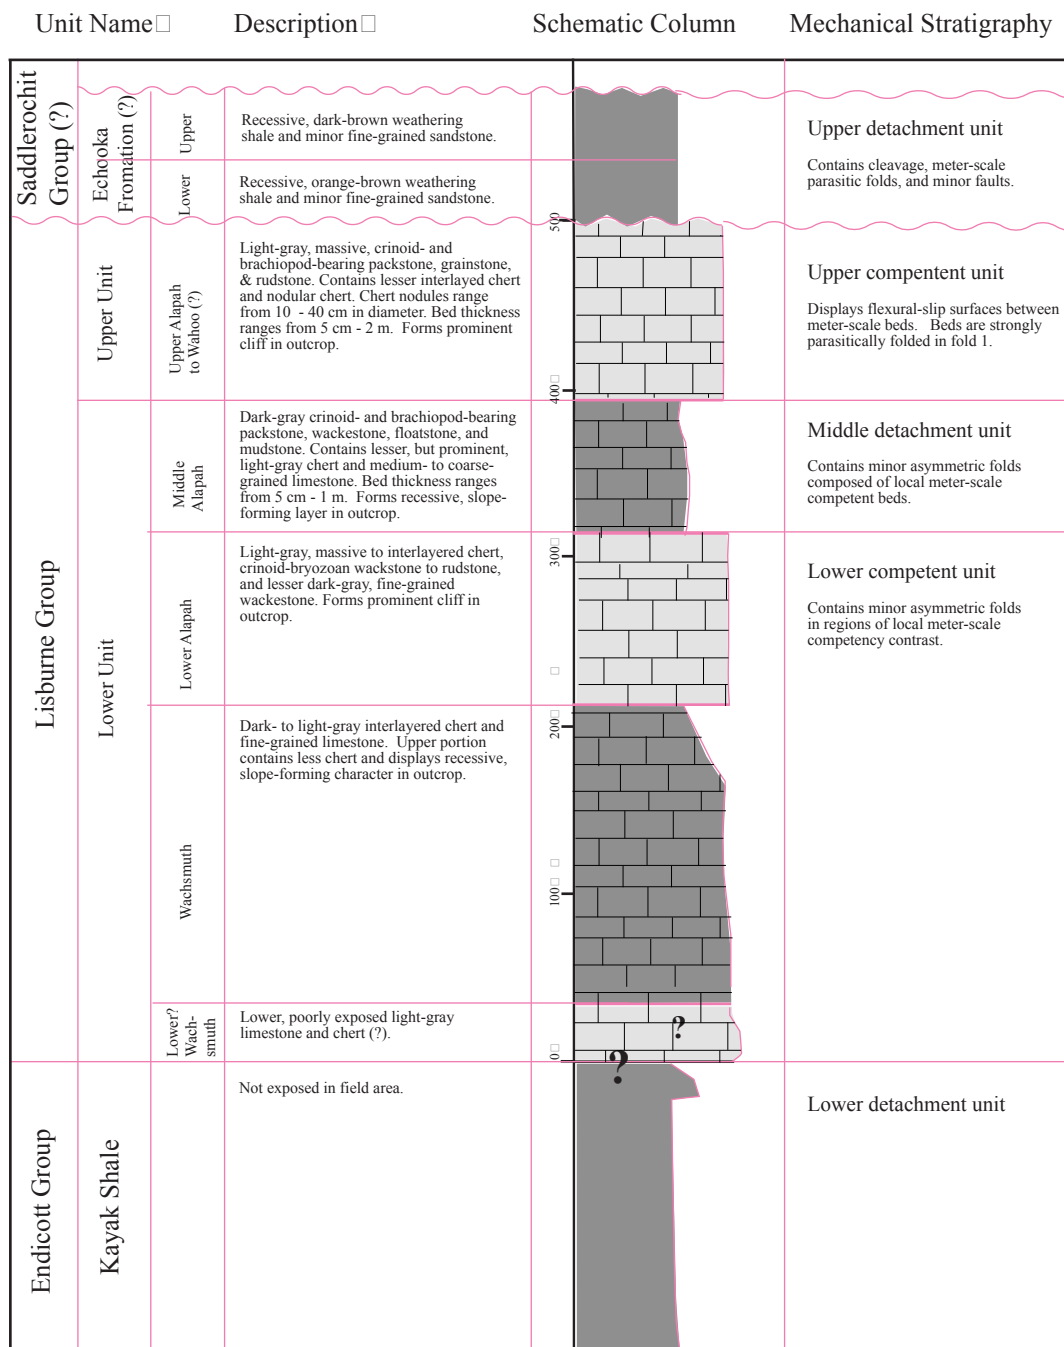 Unit Name Description Schematic Column Mechanical Stratigraphy
Saddlerochit
Group (?)
Echooka
Fromation (?)
Upper
Recessive, dark-brown weathering
shale and minor fine-grained sandstone.
Upper detachment unit
Contains cleavage, meter-scale
parasitic folds, and minor faults.
Lower
Recessive, orange-brown weathering
shale and minor fine-grained sandstone.
500
Lisburne Group
Upper Unit
Upper Alapah
to Wahoo (?)
Light-gray, massive, crinoid- and
brachiopod-bearing packstone, grainstone,
& rudstone. Contains lesser interlayed chert
and nodular chert. Chert nodules range
from 10 - 40 cm in diameter. Bed thickness
ranges from 5 cm - 2 m. Forms prominent
cliff in outcrop.
Upper compentent unit
Displays flexural-slip surfaces between
meter-scale beds. Beds are strongly
parasitically folded in fold 1.
400
Lower Unit
Middle
Alapah
Dark-gray crinoid- and brachiopod-bearing
packstone, wackestone, floatstone, and
mudstone. Contains lesser, but prominent,
light-gray chert and medium- to coarse-
grained limestone. Bed thickness ranges
from 5 cm - 1 m. Forms recessive, slope-
forming layer in outcrop.
Middle detachment unit
Contains minor asymmetric folds
composed of local meter-scale
competent beds.
300
Lower Alapah
Light-gray, massive to interlayered chert,
crinoid-bryozoan wackstone to rudstone,
and lesser dark-gray, fine-grained
wackestone. Forms prominent cliff in
outcrop.
Lower competent unit
Contains minor asymmetric folds
in regions of local meter-scale
competency contrast.
200
Wachsmuth
Dark- to light-gray interlayered chert and
fine-grained limestone. Upper portion
contains less chert and displays recessive,
slope-forming character in outcrop.
100
Lower?
Wach-
smuth
Lower, poorly exposed light-gray
limestone and chert (?).
?
0
?
Endicott Group
Kayak Shale
Not exposed in field area.
Lower detachment unit